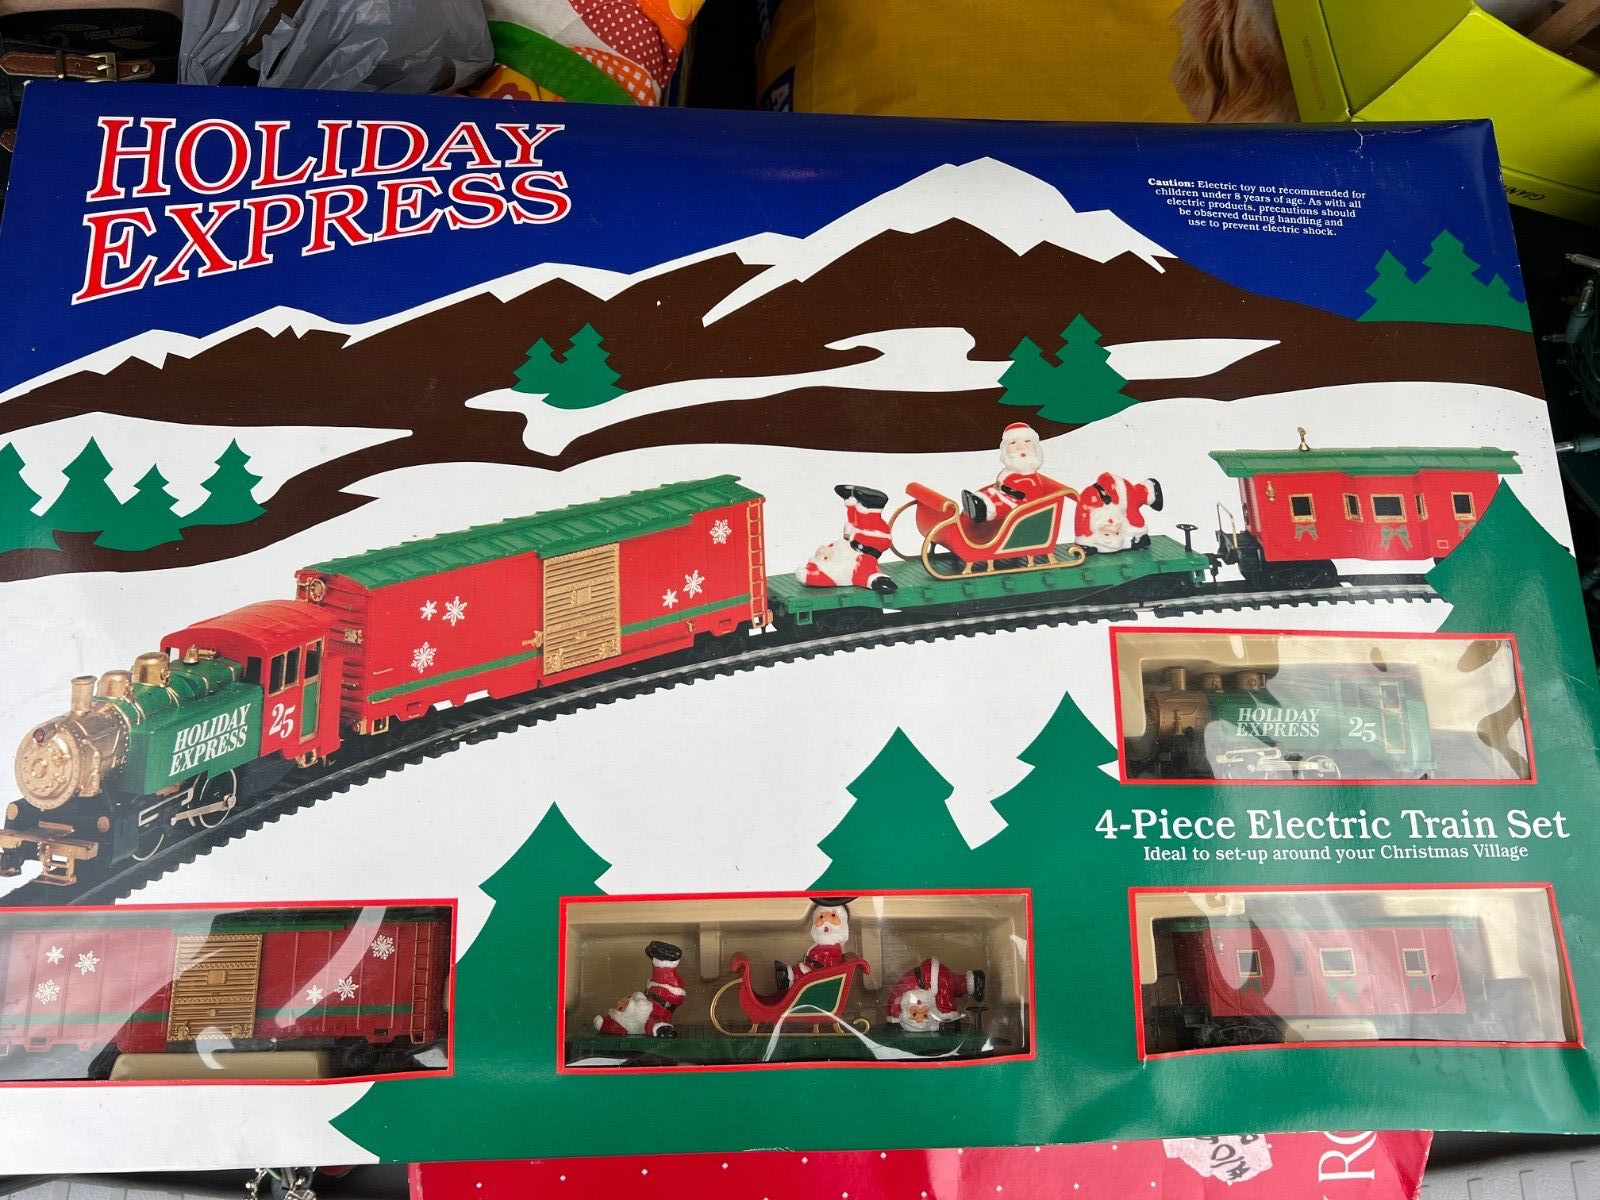 HOLIDAY
EXPRESS
Caution: Electric toy not recommended for
children under 8 years of age. As with all
electric products, precautions should
be observed during handling and
use to prevent electric shock.
HOLIDAY
EXPRESS
25
HOLIDAY
EXPRESS
25
4-Piece Electric Train Set
Ideal to set-up around your Christmas Village